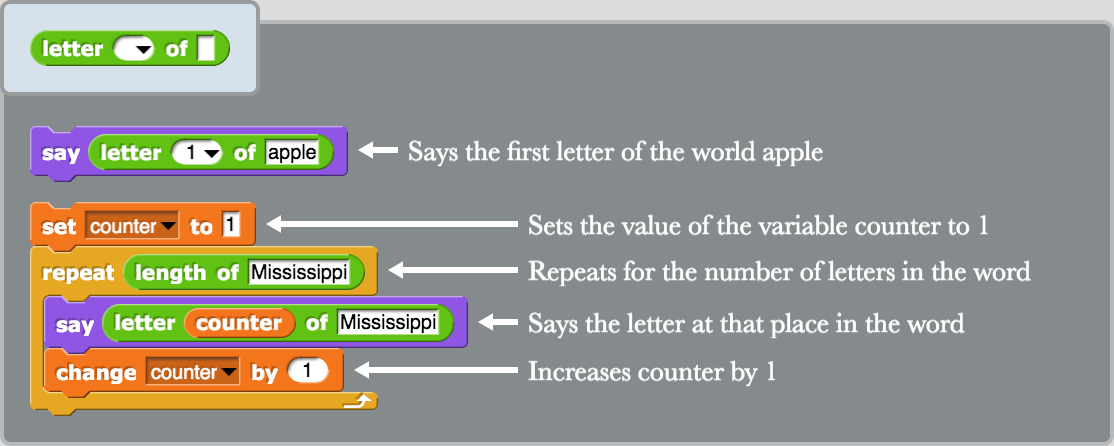 letter of
say letter 1 of apple Says the first letter of the world apple
set counter to 1 Sets the value of the variable counter to 1
repeat length of Mississippi Repeats for the number of letters in the word
say letter counter of Mississippi Says the letter at that place in the word
change counter by 1 Increases counter by 1